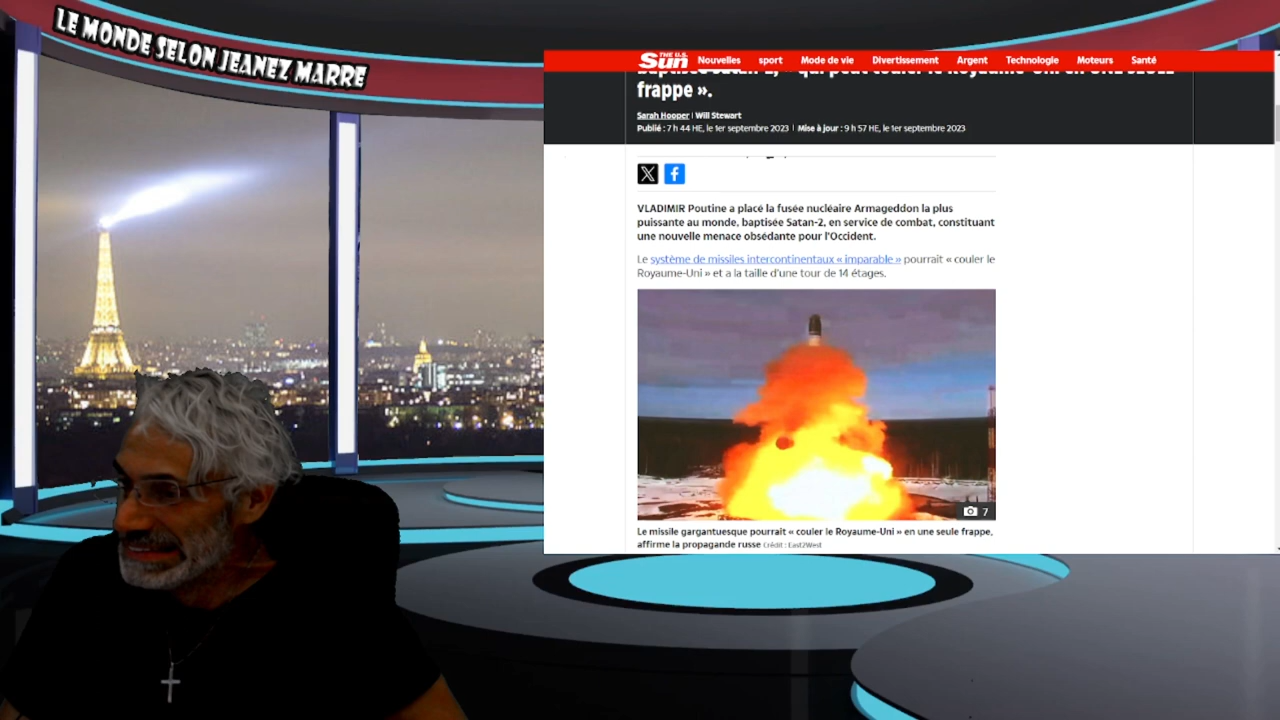 LE MONDE SELON JEANEZ MARRE
THE U.S. Sun Nouvelles sport Mode de vie Divertissement Argent Technologie Moteurs Santé
frappe ».
Sarah Hooper | Will Stewart
Publié : 7 h 44 HE, le 1er septembre 2023 | Mise à jour : 9 h 57 HE, le 1er septembre 2023
VLADIMIR Poutine a placé la fusée nucléaire Armageddon la plus
puissante au monde, baptisée Satan-2, en service de combat, constituant
une nouvelle menace obsédante pour l'Occident.
Le système de missiles intercontinentaux « imparable » pourrait « couler le
Royaume-Uni » et a la taille d'une tour de 14 étages.
7
Le missile gargantuesque pourrait « couler le Royaume-Uni » en une seule frappe,
affirme la propagande russe Crédit : East2West